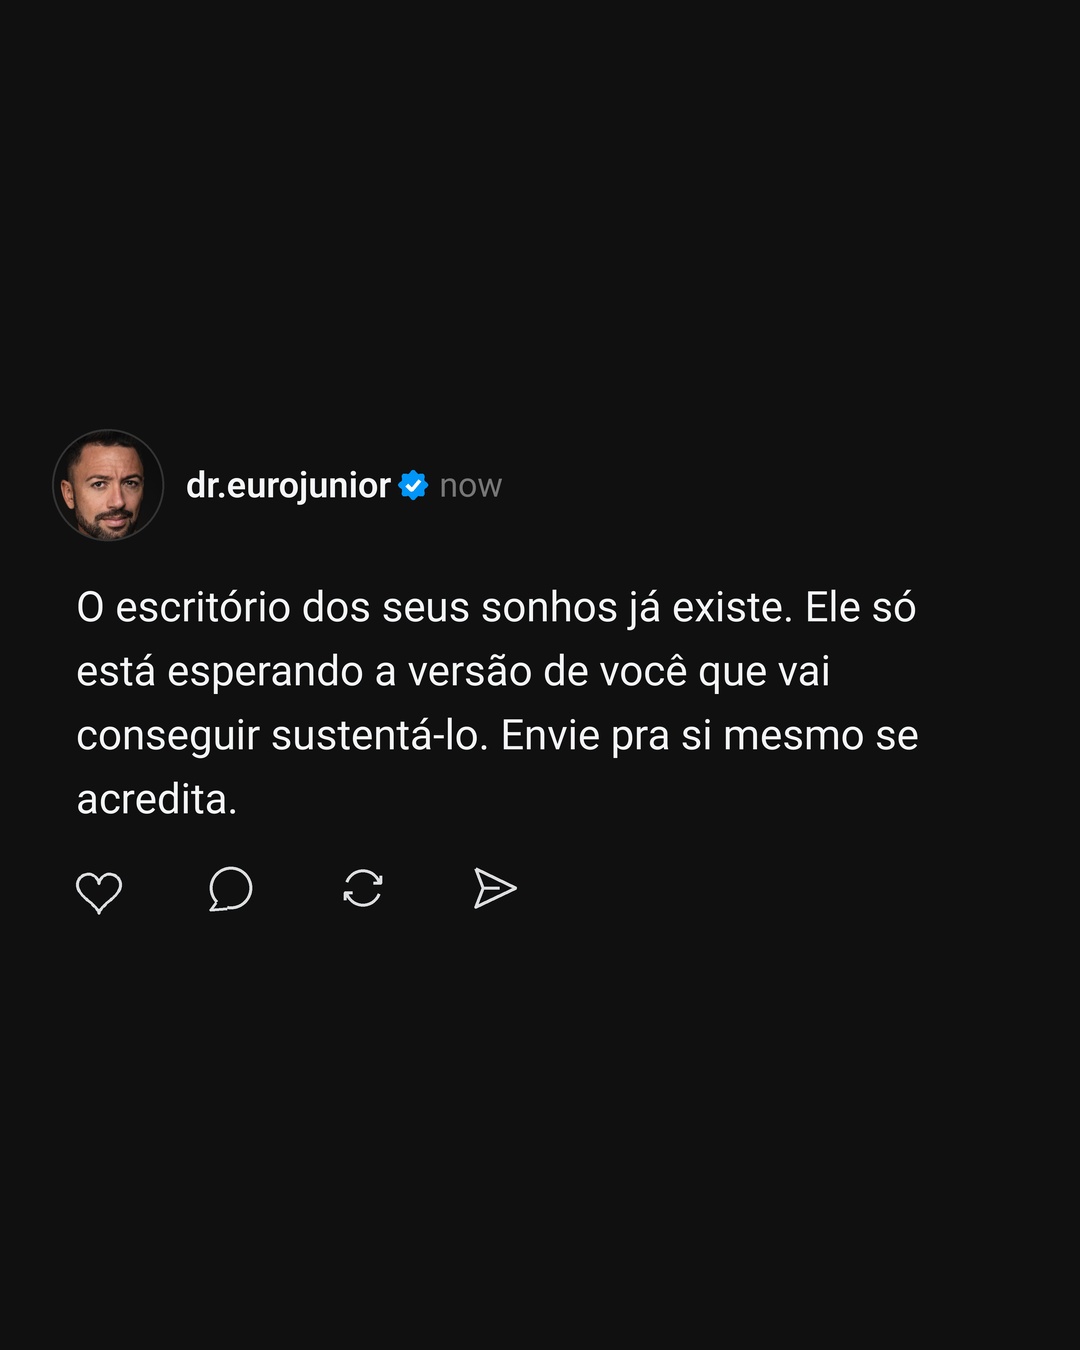 dr.eurojunior now
O escritório dos seus sonhos já existe. Ele só
está esperando a versão de você que vai
conseguir sustentá-lo. Envie pra si mesmo se
acredita.